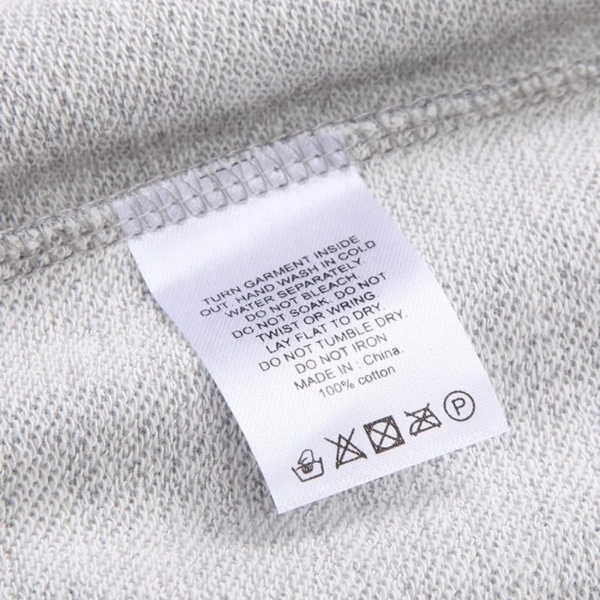 TURN GARMENT INSIDE
OUT, HAND WASH IN COLD
WATER SEPARATELY.
DO NOT BLEACH.
DO NOT SOAK. DO NOT
TWIST OR WRING
LAY FLAT TO DRY
DO NOT TUMBLE DRY.
DO NOT IRON
MADE IN : China.
100% cotton
P